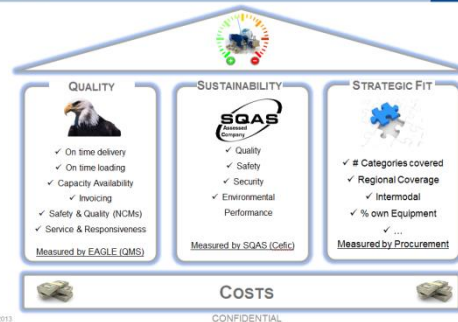 QUALITY
✓ On time delivery
✓ On time loading
✓ Capacity Availability
✓ Invoicing
✓ Safety & Quality (NCMs)
✓ Service & Responsiveness
Measured by EAGLE (QMS)
SUSTAINABILITY
SQAS
Assessed
Company
✓ Quality
✓ Safety
✓ Security
✓ Environmental
Performance
Measured by SQAS (Cefic)
STRATEGIC FIT
✓ # Categories covered
✓ Regional Coverage
✓ Intermodal
✓ % own Equipment
✓ ...
Measured by Procurement
COSTS
CONFIDENTIAL